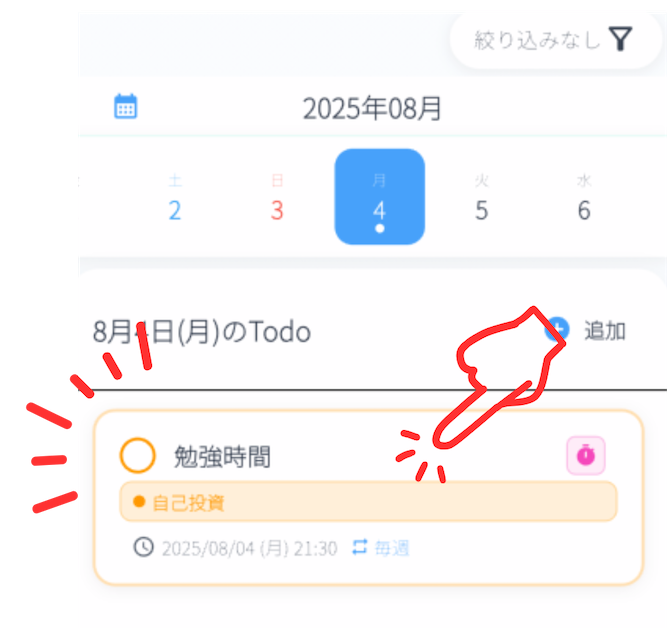 絞り込みなし
2025年08月
土 日 月 火 水
2 3 4 5 6
8月4日(月)のTodo
追加
勉強時間
自己投資
2025/08/04 (月) 21:30 毎週